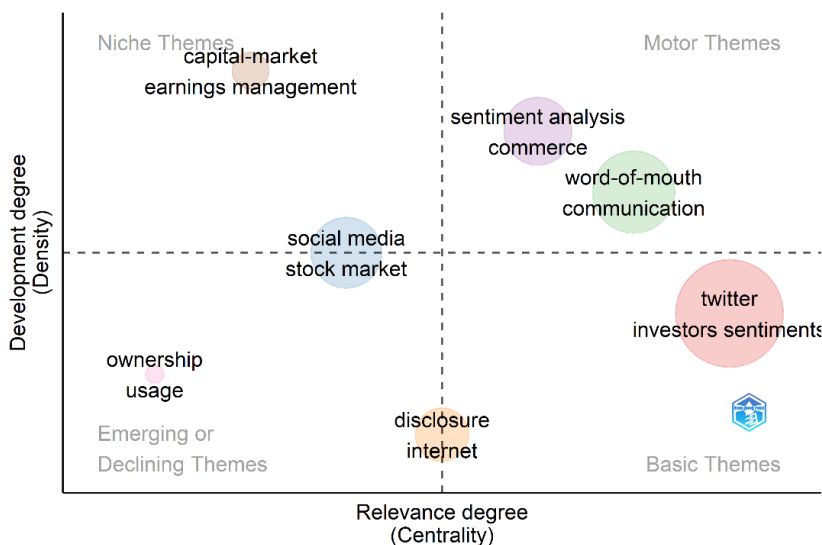 Niche Themes
Motor Themes
capital-market
earnings management
sentiment analysis
commerce
word-of-mouth
communication
social media
stock market
twitter
investors sentiments
ownership
usage
disclosure
internet
Emerging or
Declining Themes
Basic Themes
Development degree
(Density)
Relevance degree
(Centrality)